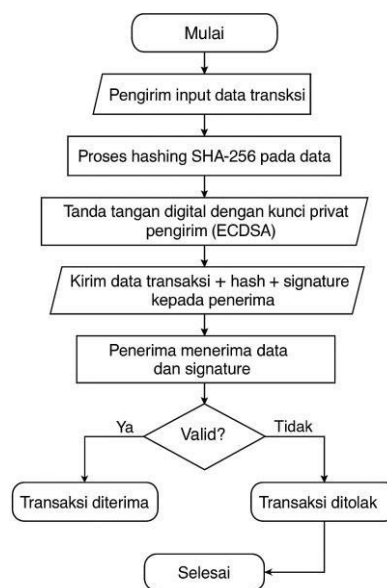 Mulai
Pengirim input data transksi
Proses hashing SHA-256 pada data
Tanda tangan digital dengan kunci privat
pengirim (ECDSA)
Kirim data transaksi + hash + signature
kepada penerima
Penerima menerima data
dan signature
Valid?
Ya
Tidak
Transaksi diterima
Transaksi ditolak
Selesai